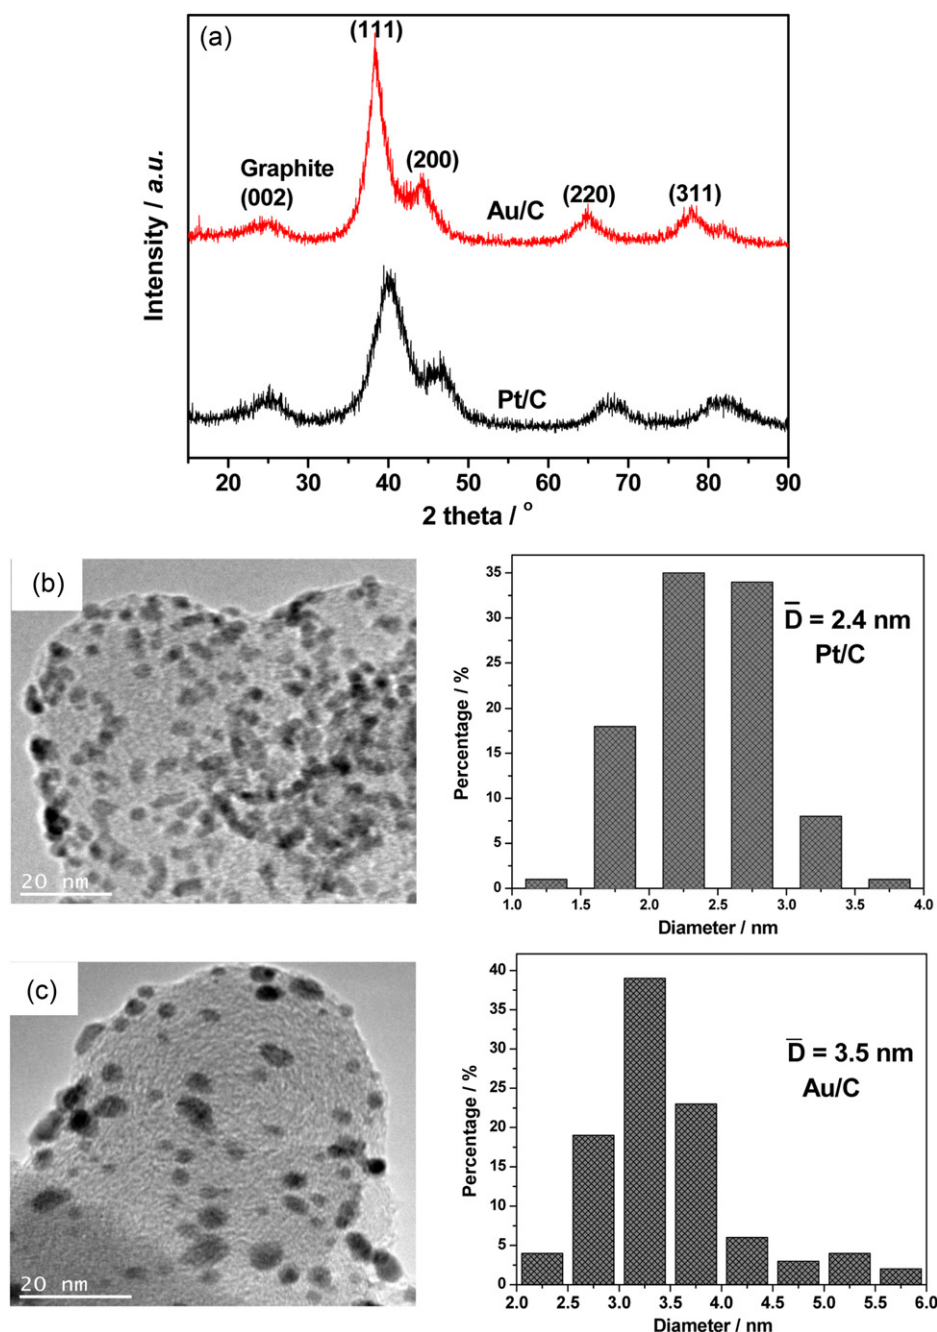 (a)
(111)
Graphite
(002)
(200)
Au/C
(220)
(311)
Pt/C
Intensity / a.u.
20 30 40 50 60 70 80 90
2 theta / °
(b)
20 nm
35
30
25
20
15
10
5
0
Percentage / %
D̅ = 2.4 nm
Pt/C
1.0 1.5 2.0 2.5 3.0 3.5 4.0
Diameter / nm
(c)
20 nm
40
35
30
25
20
15
10
5
0
Percentage / %
D̅ = 3.5 nm
Au/C
2.0 2.5 3.0 3.5 4.0 4.5 5.0 5.5 6.0
Diameter / nm